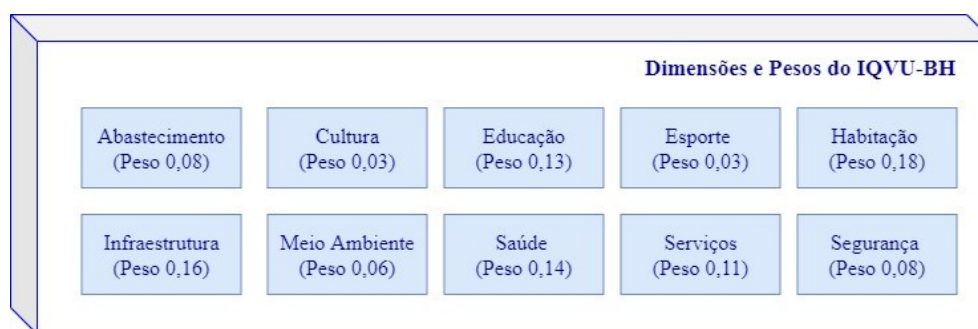 Dimensões e Pesos do IQVU-BH
Abastecimento
(Peso 0,08)
Cultura
(Peso 0,03)
Educação
(Peso 0,13)
Esporte
(Peso 0,03)
Habitação
(Peso 0,18)
Infraestrutura
(Peso 0,16)
Meio Ambiente
(Peso 0,06)
Saúde
(Peso 0,14)
Serviços
(Peso 0,11)
Segurança
(Peso 0,08)